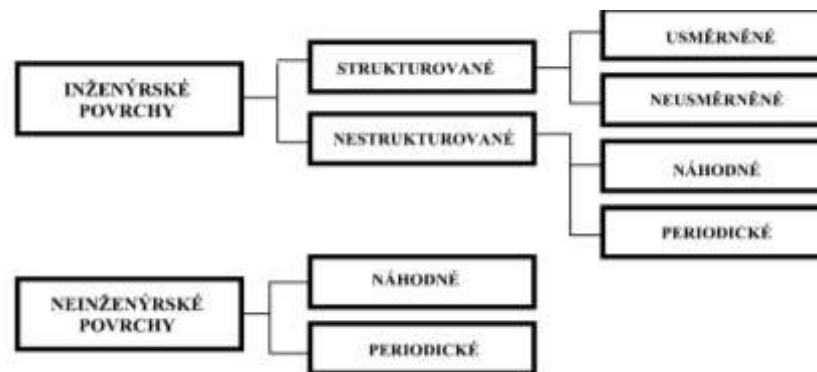 USMĚRNĚNÉ
STRUKTUROVANÉ
INŽENÝRSKÉ
POVRCHY
NEUSMĚRNĚNÉ
NESTRUKTUROVANÉ
NÁHODNÉ
PERIODICKÉ
NÁHODNÉ
NEINŽENÝRSKÉ
POVRCHY
PERIODICKÉ